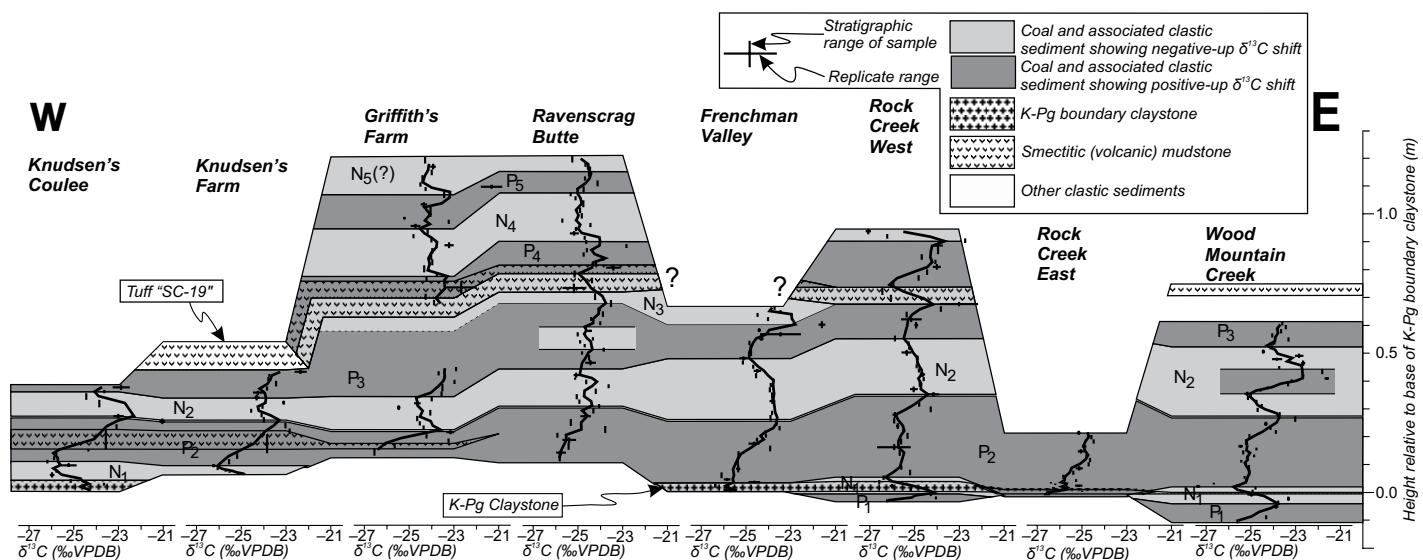 W
E
Stratigraphic
range of sample
Replicate range
Coal and associated clastic
sediment showing negative-up δ¹³C shift
Coal and associated clastic
sediment showing positive-up δ¹³C shift
K-Pg boundary claystone
Smectitic (volcanic) mudstone
Other clastic sediments
Knudsen's
Coulee
Knudsen's
Farm
Griffith's
Farm
Ravenscrag
Butte
Frenchman
Valley
Rock
Creek
West
Rock
Creek
East
Wood
Mountain
Creek
Tuff "SC-19"
K-Pg Claystone
N₅(?)
P₅
N₄
P₄
N₃
? ?
P₃
N₂
P₂
N₁
N₂
P₂
N₁
P₁
P₃
N₂
N₁
P₁
1.0
0.5
0.0
Height relative to base of K-Pg boundary claystone (m)
–27 –25 –23 –21 –27 –25 –23 –21 –27 –25 –23 –21 –27 –25 –23 –21 –27 –25 –23 –21 –27 –25 –23 –21 –27 –25 –23 –21 –27 –25 –23 –21
δ¹³C (‰VPDB) δ¹³C (‰VPDB) δ¹³C (‰VPDB) δ¹³C (‰VPDB) δ¹³C (‰VPDB) δ¹³C (‰VPDB) δ¹³C (‰VPDB) δ¹³C (‰VPDB)